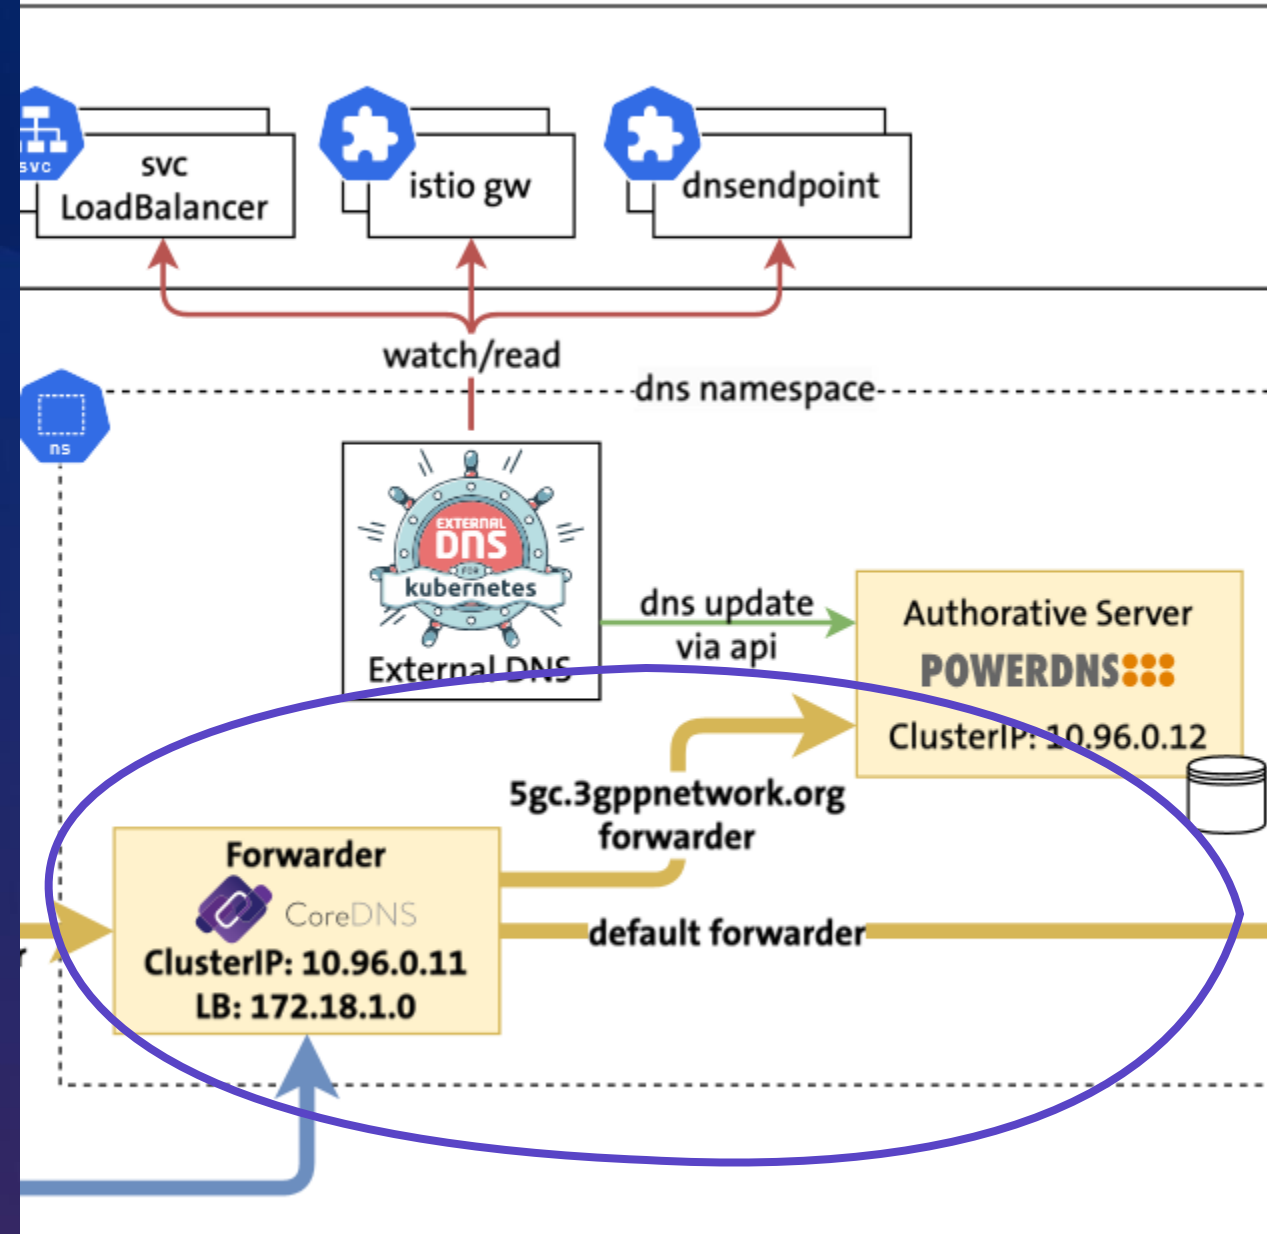 svc
svc
LoadBalancer
istio gw
dnsendpoint
watch/read
dns namespace
ns
EXTERNAL
DNS
FOR
kubernetes
External DNS
dns update
via api
Authorative Server
POWERDNS
ClusterIP: 10.96.0.12
5gc.3gppnetwork.org
forwarder
Forwarder
CoreDNS
ClusterIP: 10.96.0.11
LB: 172.18.1.0
default forwarder
r